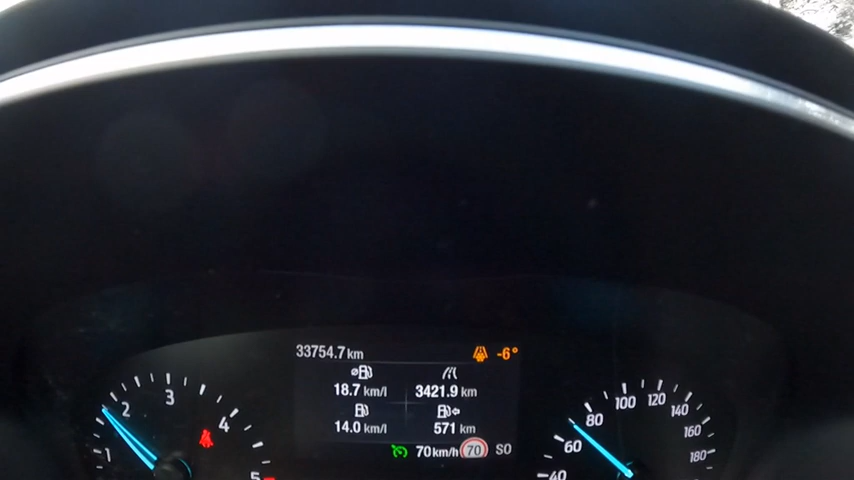 33754.7 km -6°
18.7 km/l 3421.9 km
14.0 km/l 571 km
70 km/h 70 SO
1 2 3 4 5
40 60 80 100 120 140 160 180